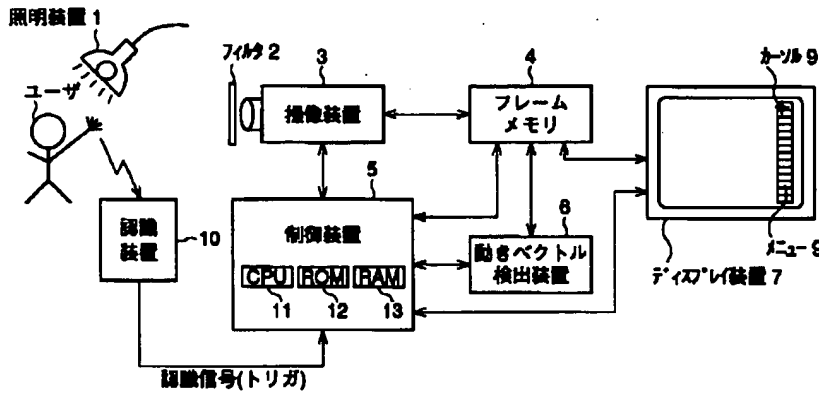 照明装置 1
ユーザ
フィルタ 2
3
撮像装置
4
フレーム
メモリ
カーソル 9
認識
装置
10
5
制御装置
CPU ROM RAM
11 12 13
6
動きベクトル
検出装置
メニュー 9
ディスプレイ装置 7
認識信号(トリガ)